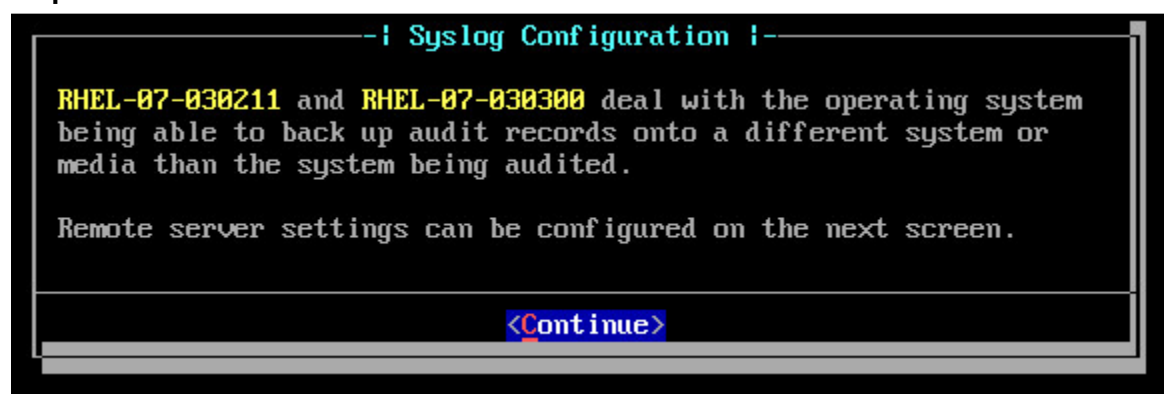 Syslog Configuration
RHEL-07-030211 and RHEL-07-030300 deal with the operating system
being able to back up audit records onto a different system or
media than the system being audited.
Remote server settings can be configured on the next screen.
<Continue>